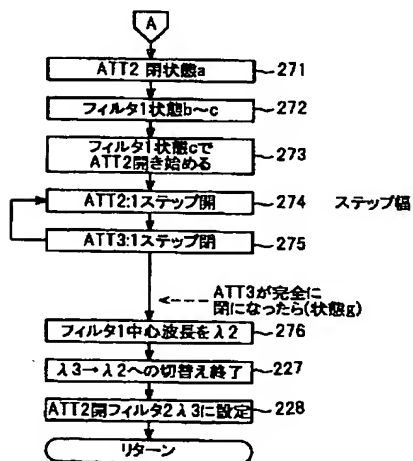 A
ATT2 閉状態a
271
フィルタ1状態b~c
272
フィルタ1状態cで
ATT2開き始める
273
ATT2:1ステップ開
274
ステップ幅
ATT3:1ステップ閉
275
ATT3が完全に
閉になったら(状態g)
フィルタ1中心波長をλ2
276
λ3→λ2への切替え終了
227
ATT2開フィルタ2λ3に設定
228
リターン